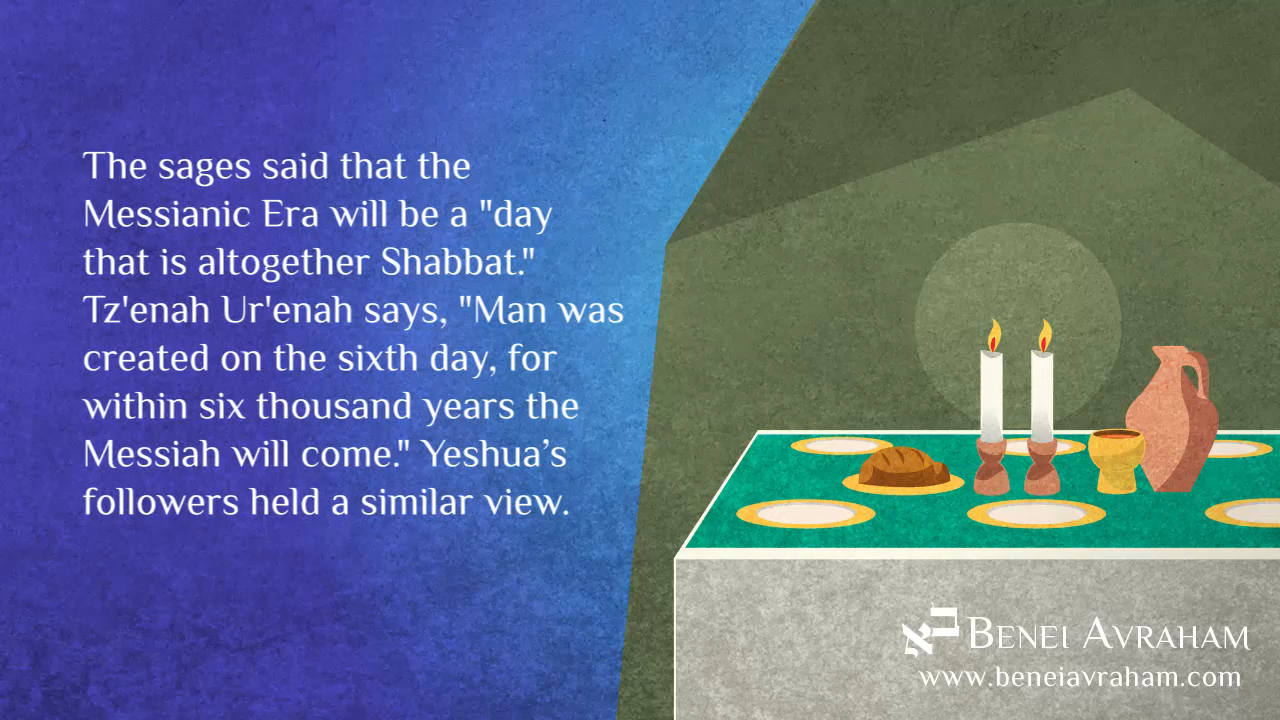 The sages said that the
Messianic Era will be a "day
that is altogether Shabbat."
Tz'enah Ur'enah says, "Man was
created on the sixth day, for
within six thousand years the
Messiah will come." Yeshua’s
followers held a similar view.
בא Benei Avraham
www.beneiavraham.com